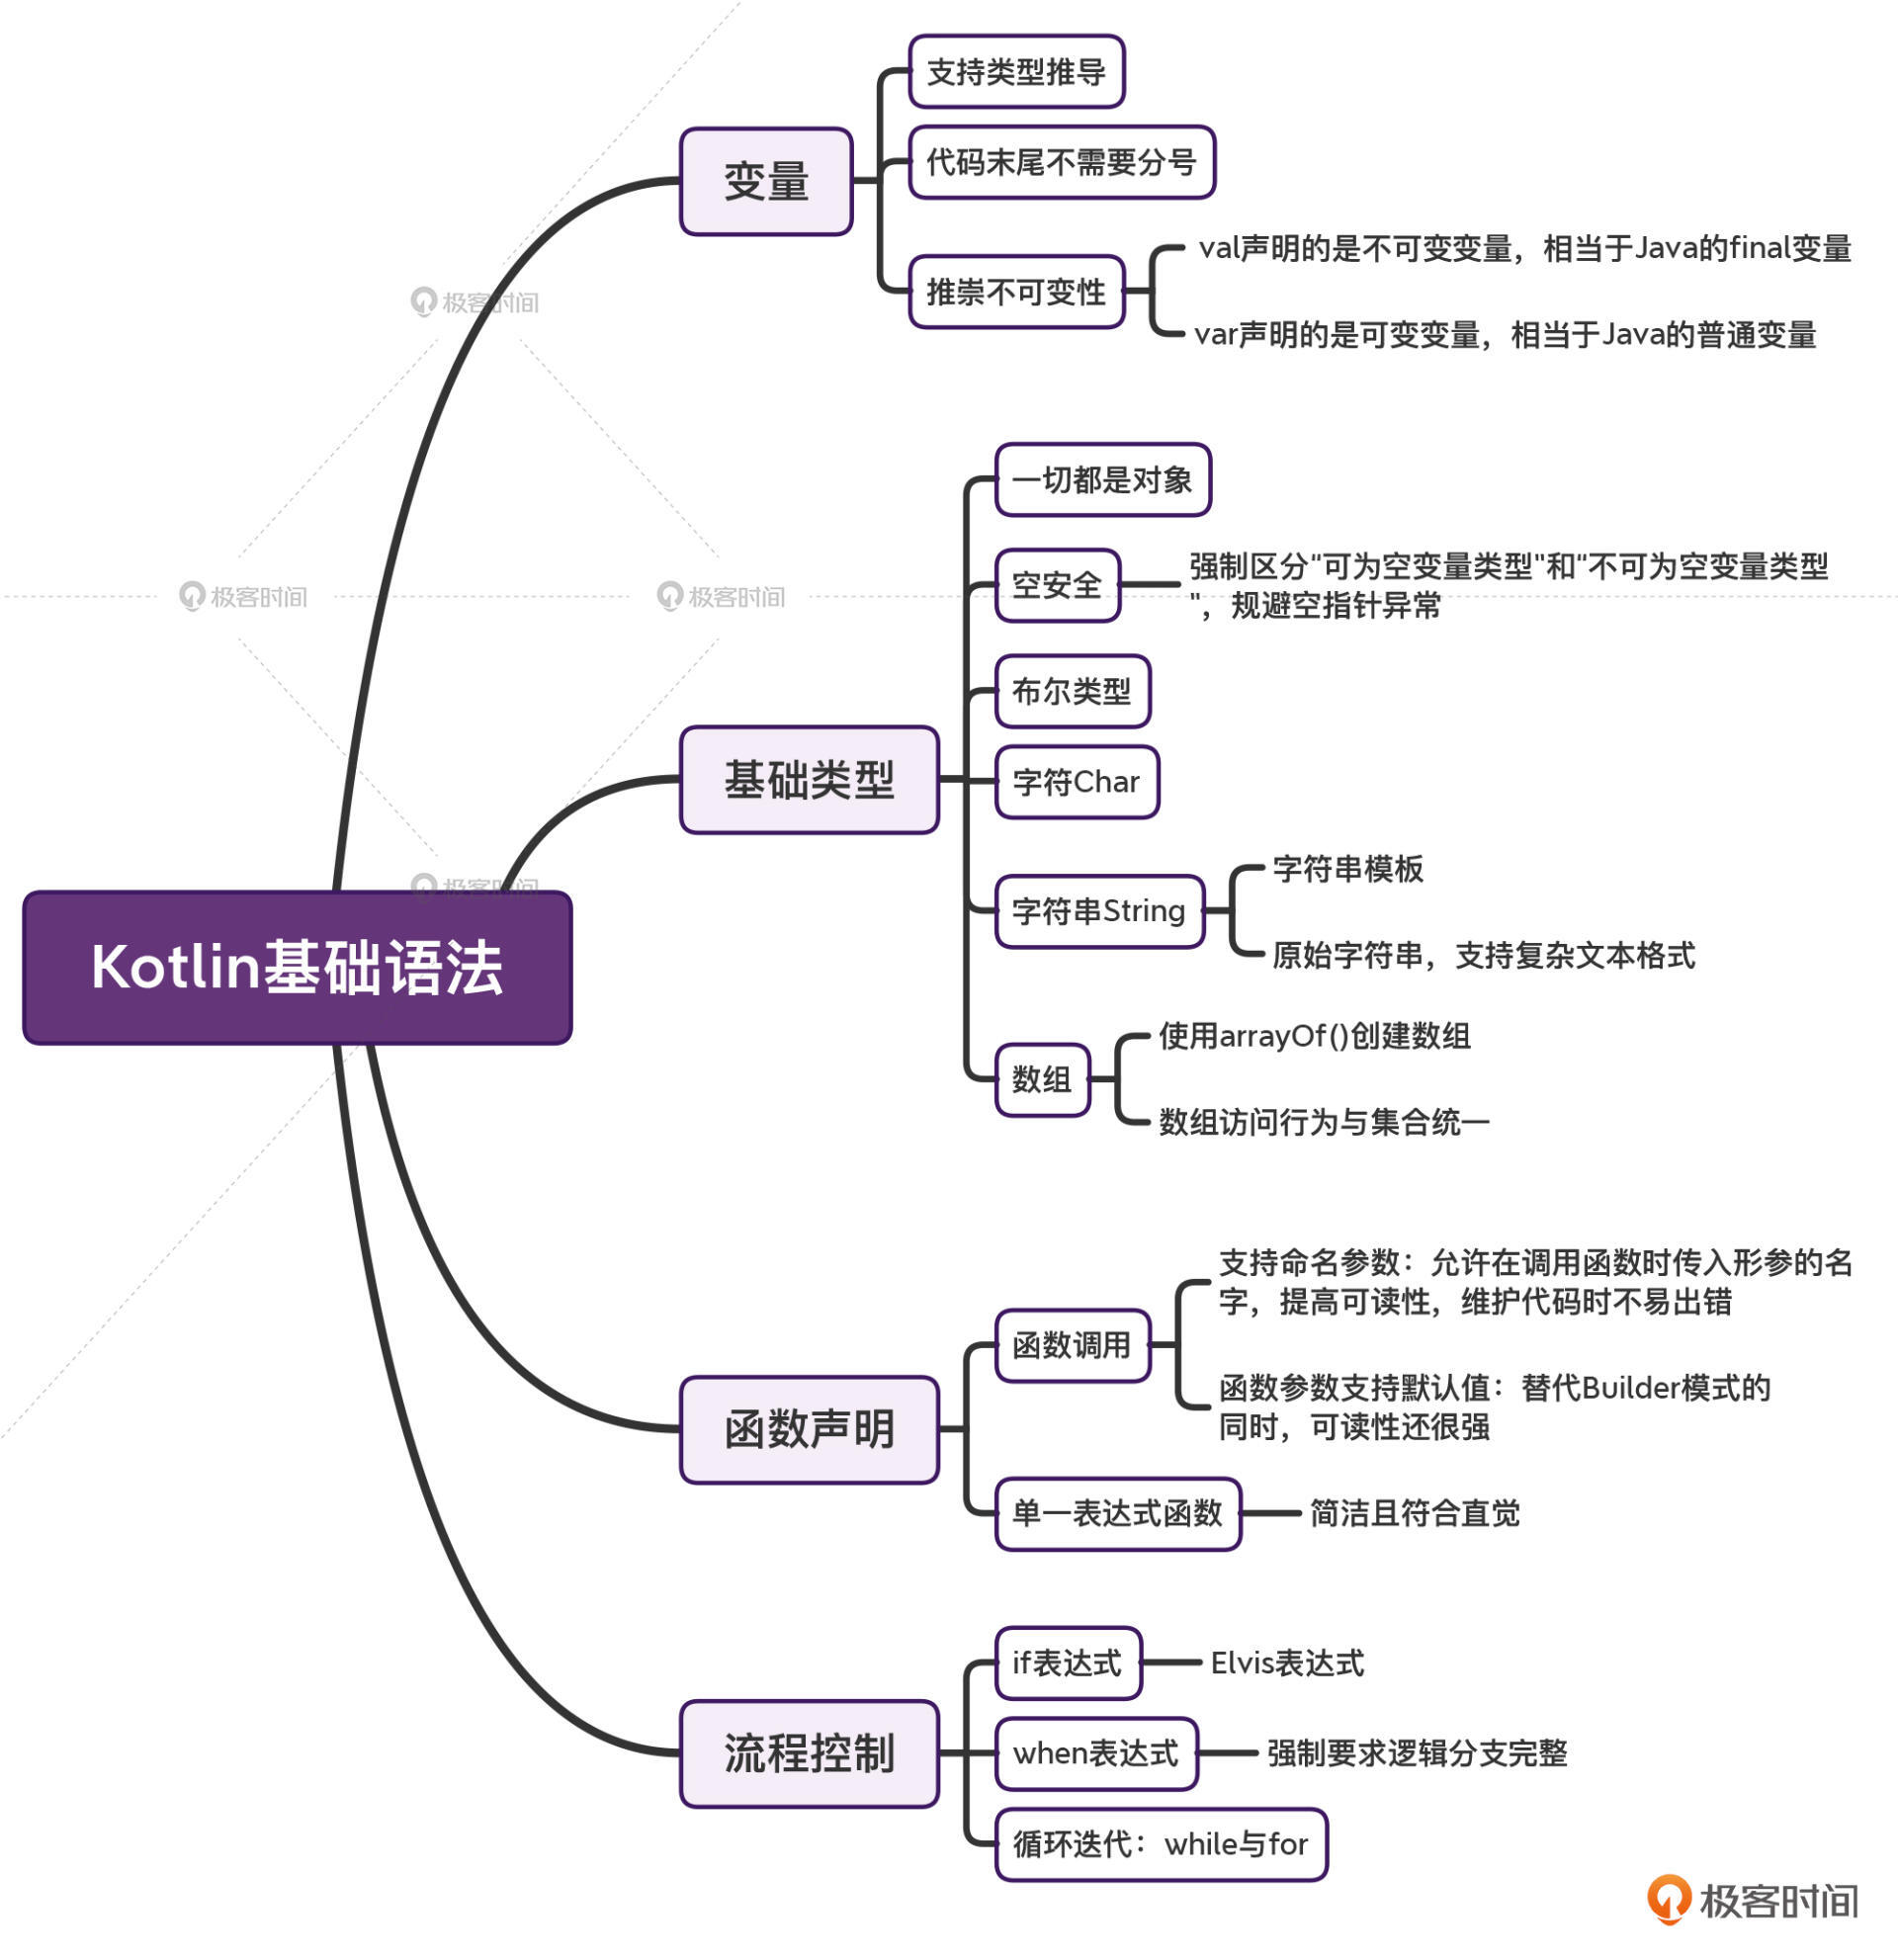 支持类型推导
变量
代码末尾不需要分号
推崇不可变性
val声明的是不可变变量，相当于Java的final变量
var声明的是可变变量，相当于Java的普通变量
极客时间
一切都是对象
空安全
强制区分"可为空变量类型"和"不可为空变量类型
"，规避空指针异常
极客时间
极客时间
布尔类型
基础类型
字符Char
字符串String
字符串模板
原始字符串，支持复杂文本格式
极客时间
Kotlin基础语法
数组
使用arrayOf()创建数组
数组访问行为与集合统一
函数声明
函数调用
支持命名参数：允许在调用函数时传入形参的名
字，提高可读性，维护代码时不易出错
函数参数支持默认值：替代Builder模式的
同时，可读性还很强
单一表达式函数
简洁且符合直觉
流程控制
if表达式
Elvis表达式
when表达式
强制要求逻辑分支完整
循环迭代：while与for
极客时间